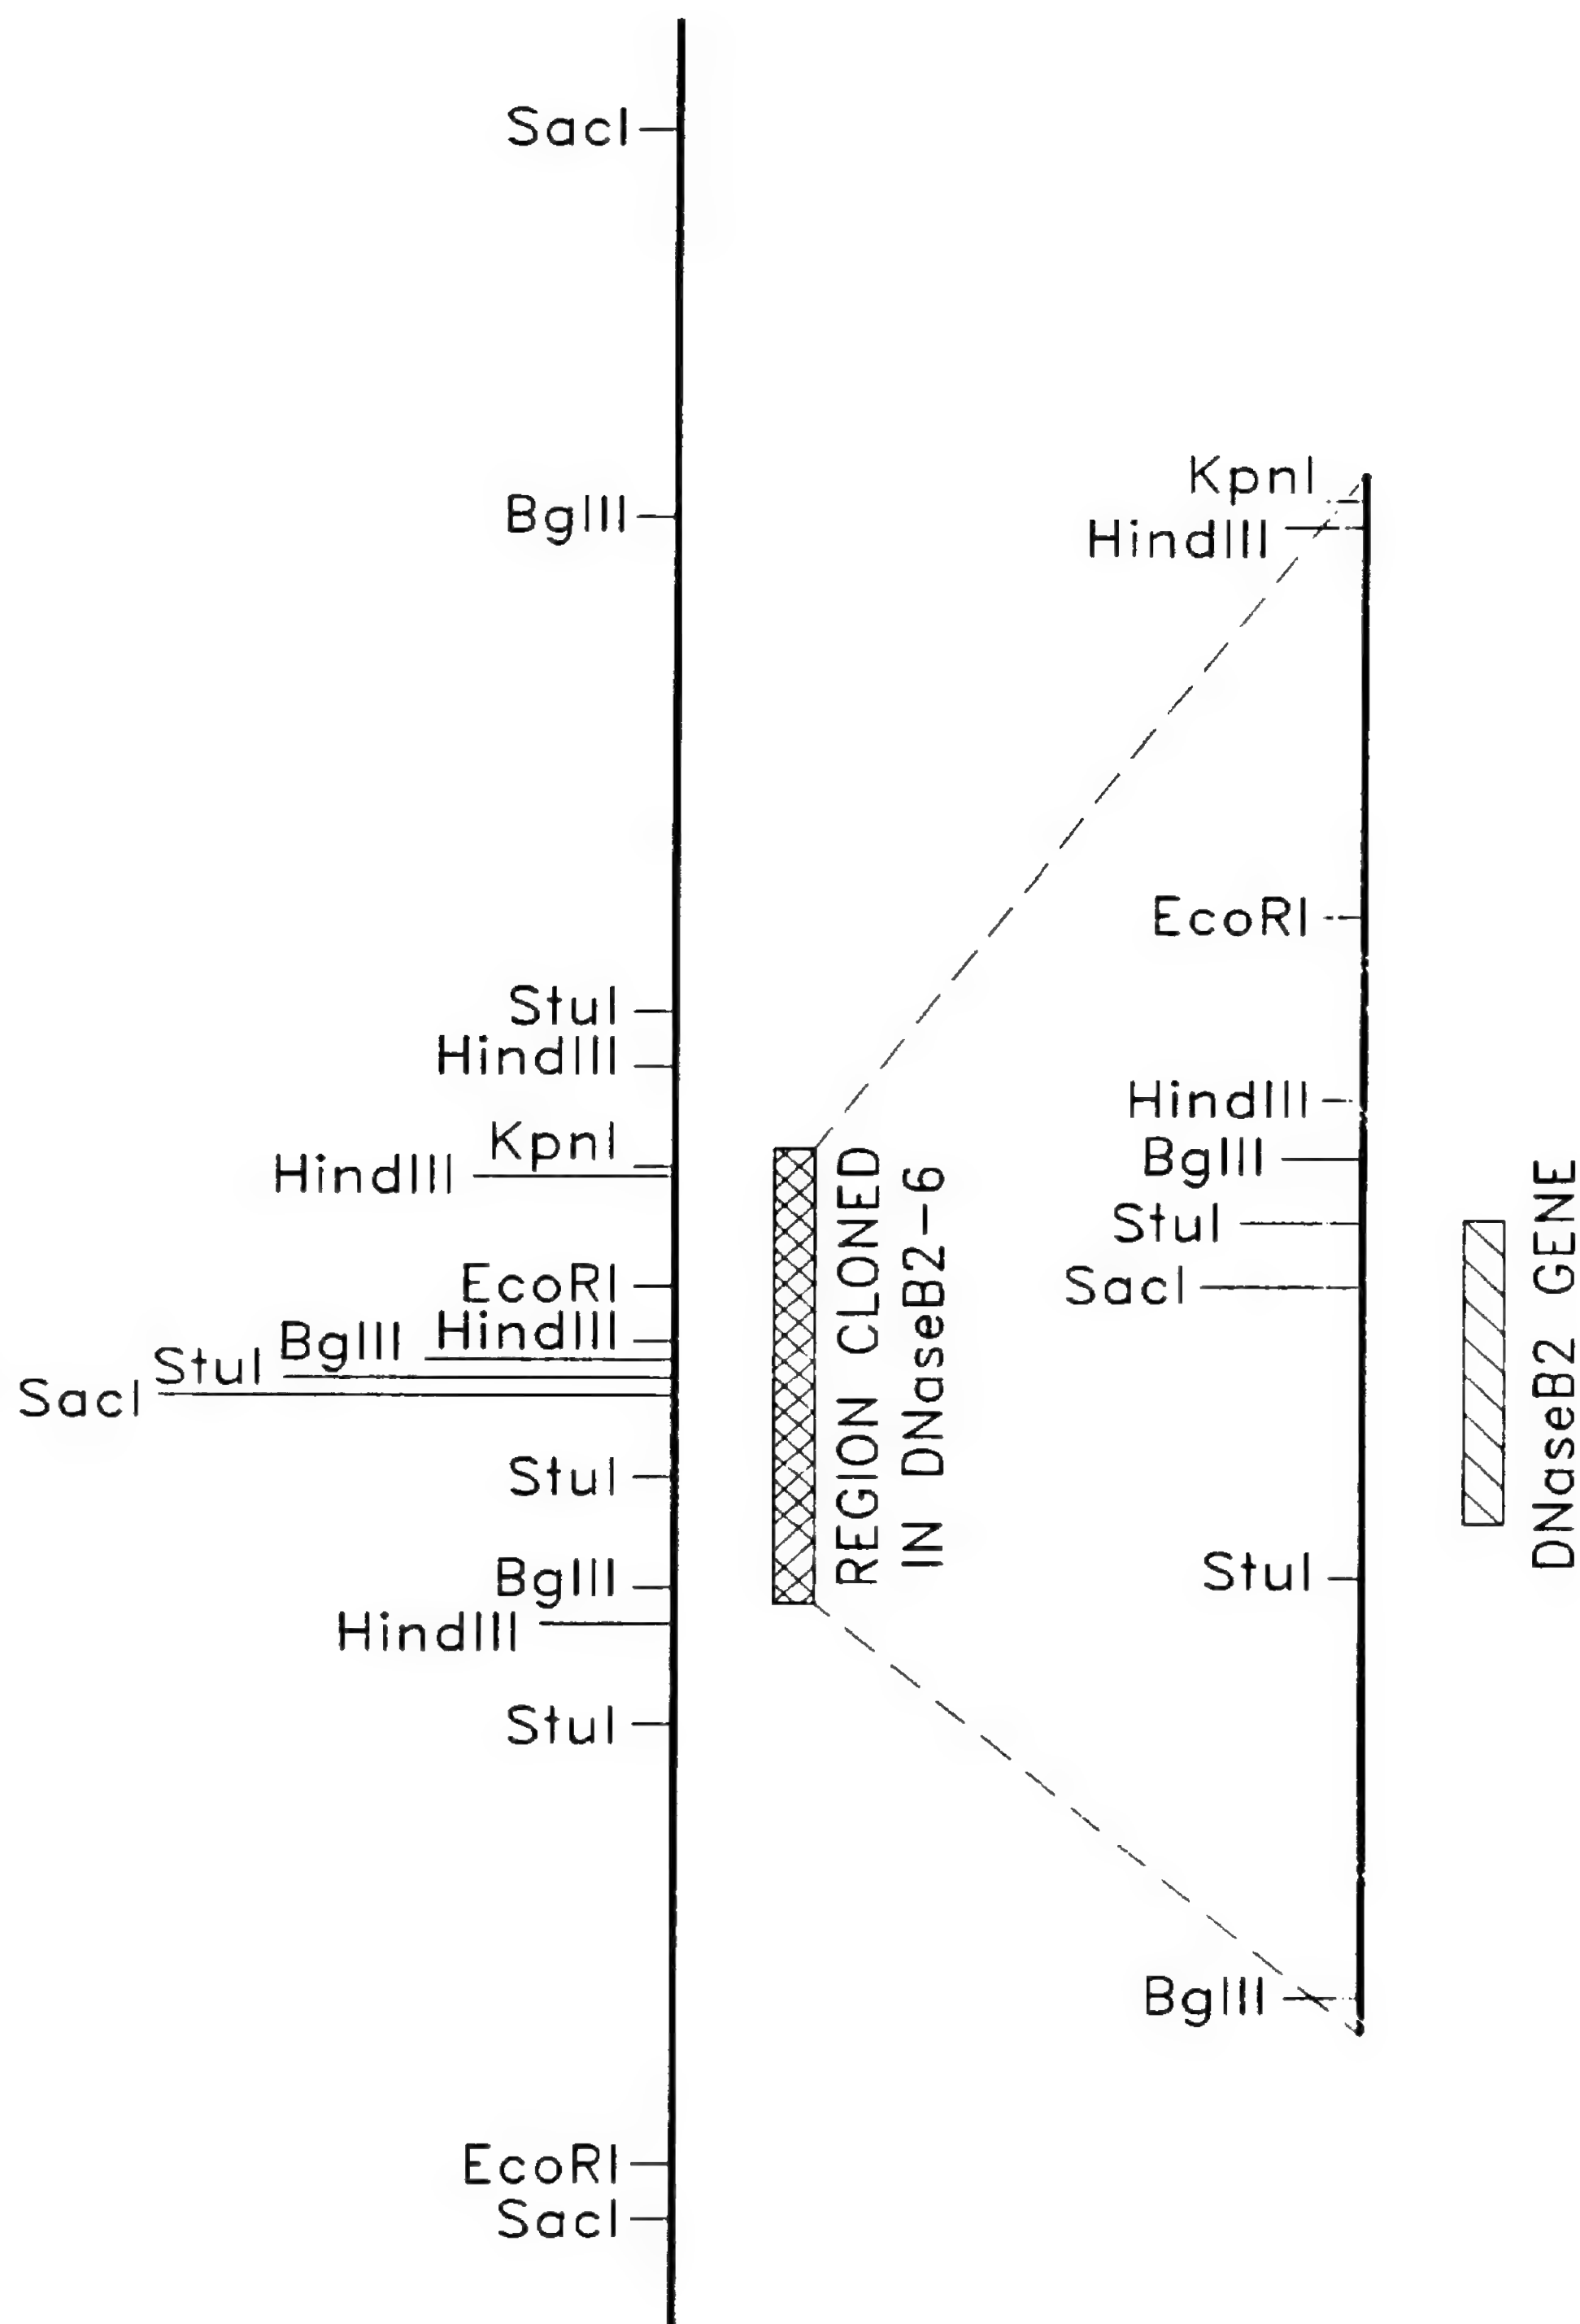 SacI
BglII
StuI
HindIII
KpnI
HindIII
EcoRI
HindIII
BglII
StuI
SacI
StuI
BglII
HindIII
StuI
EcoRI
SacI
REGION CLONED
IN DNaseB2-6
KpnI
HindIII
EcoRI
HindIII
BglII
StuI
SacI
StuI
BglII
DNaseB2 GENE